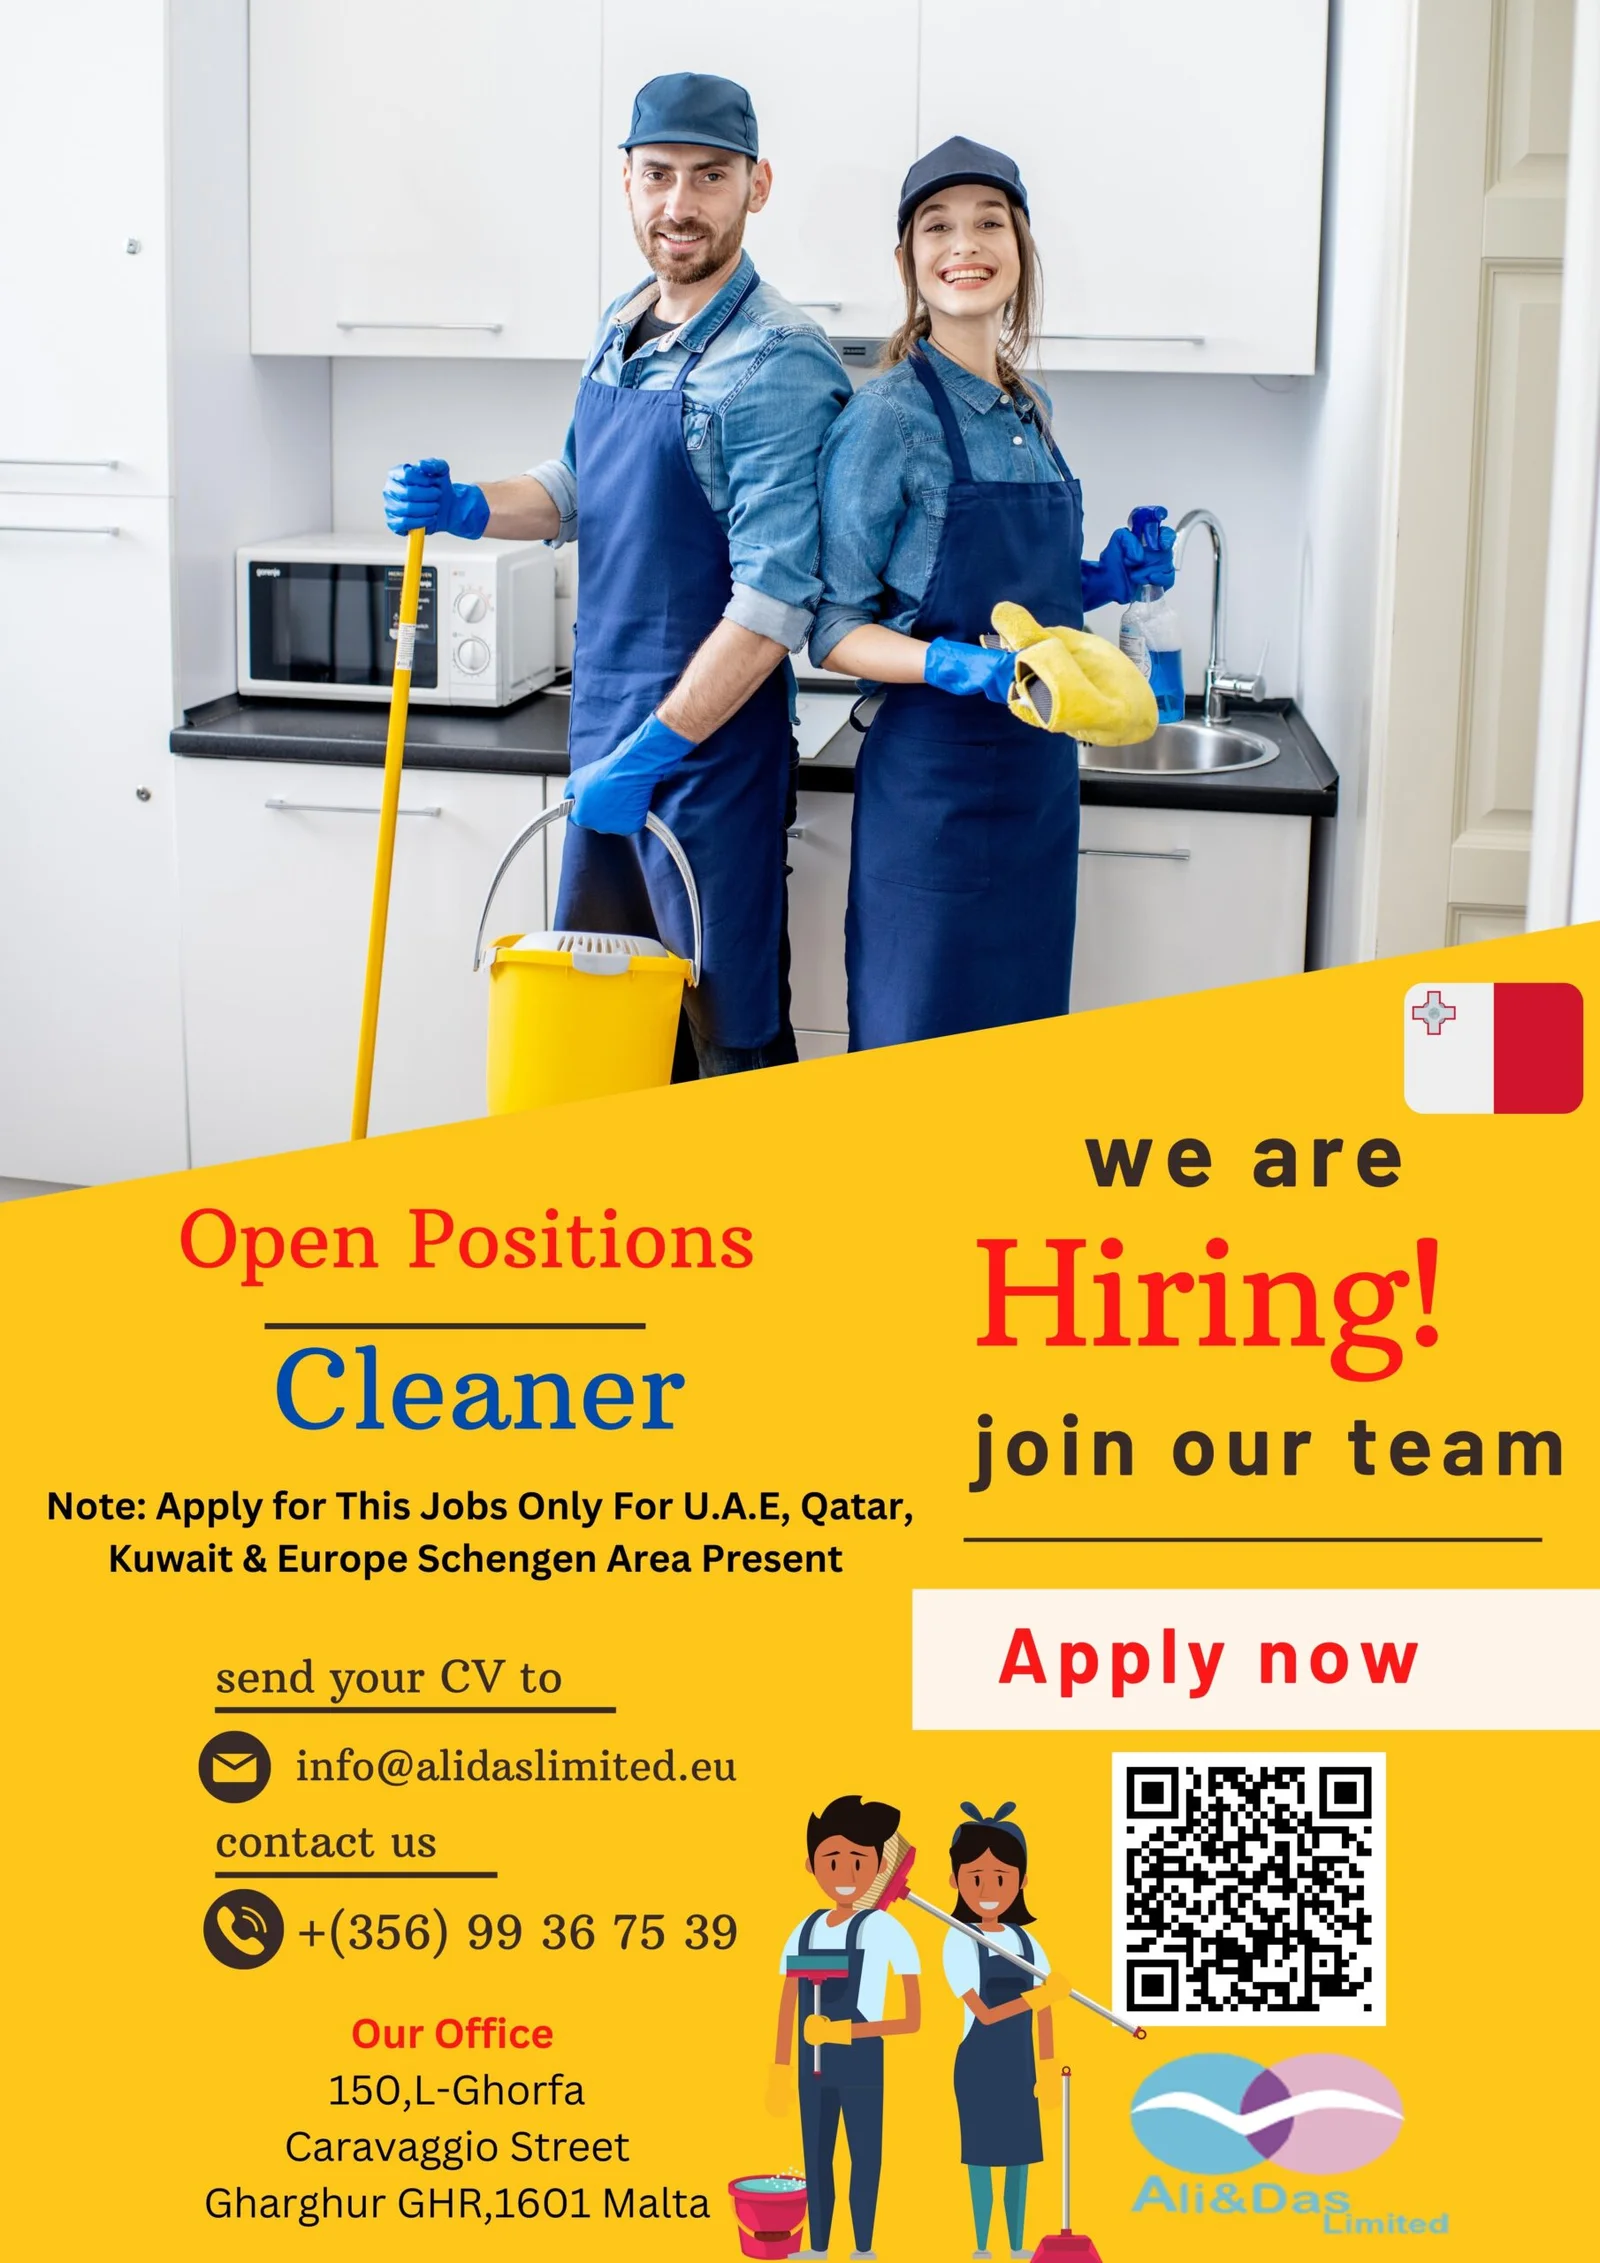 gorenje
we are
Hiring!
join our team
Open Positions
Cleaner
Note: Apply for This Jobs Only For U.A.E, Qatar,
Kuwait & Europe Schengen Area Present
Apply now
send your CV to
info@alidaslimited.eu
contact us
+(356) 99 36 75 39
Our Office
150,L-Ghorfa
Caravaggio Street
Gharghur GHR,1601 Malta
Ali&Das
Limited